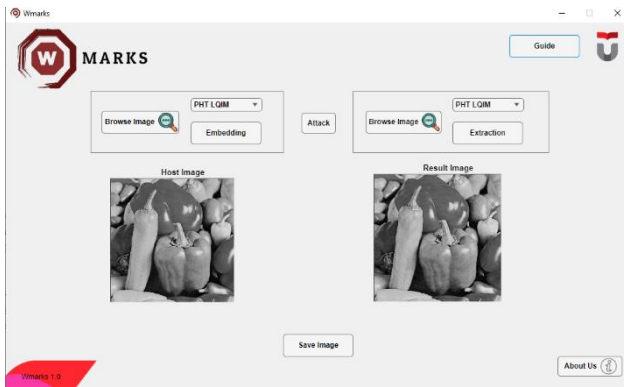 Wmarks
W MARKS
Guide
PHT LQIM
PHT LQIM
Browse Image
Embedding
Attack
Browse Image
Extraction
Host Image
Result Image
Save Image
About Us
Wmarks 1.0